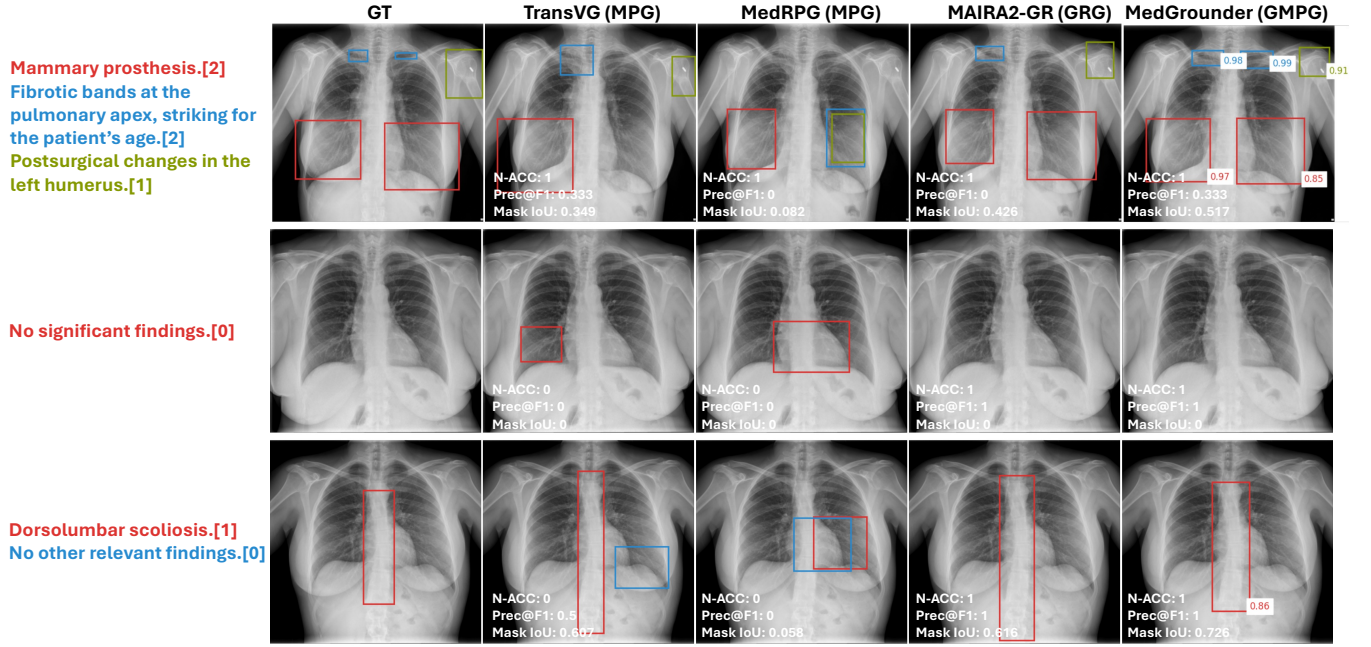 GT
TransVG (MPG)
MedRPG (MPG)
MAIRA2-GR (GRG)
MedGrounder (GMPG)
Mammary prosthesis.[2]
Fibrotic bands at the
pulmonary apex, striking for
the patient's age.[2]
Postsurgical changes in the
left humerus.[1]
N-ACC: 1
Prec@F1: 0.333
Mask IoU: 0.349
N-ACC: 1
Prec@F1: 0
Mask IoU: 0.082
N-ACC: 1
Prec@F1: 0
Mask IoU: 0.426
0.98
0.99
0.91
0.97
0.85
N-ACC: 1
Prec@F1: 0.333
Mask IoU: 0.517
No significant findings.[0]
N-ACC: 0
Prec@F1: 0
Mask IoU: 0
N-ACC: 0
Prec@F1: 0
Mask IoU: 0
N-ACC: 1
Prec@F1: 1
Mask IoU: 0
N-ACC: 1
Prec@F1: 1
Mask IoU: 0
Dorsolumbar scoliosis.[1]
No other relevant findings.[0]
N-ACC: 0
Prec@F1: 0.5
Mask IoU: 0.607
N-ACC: 0
Prec@F1: 0
Mask IoU: 0.058
N-ACC: 1
Prec@F1: 1
Mask IoU: 0.616
0.86
N-ACC: 1
Prec@F1: 1
Mask IoU: 0.726